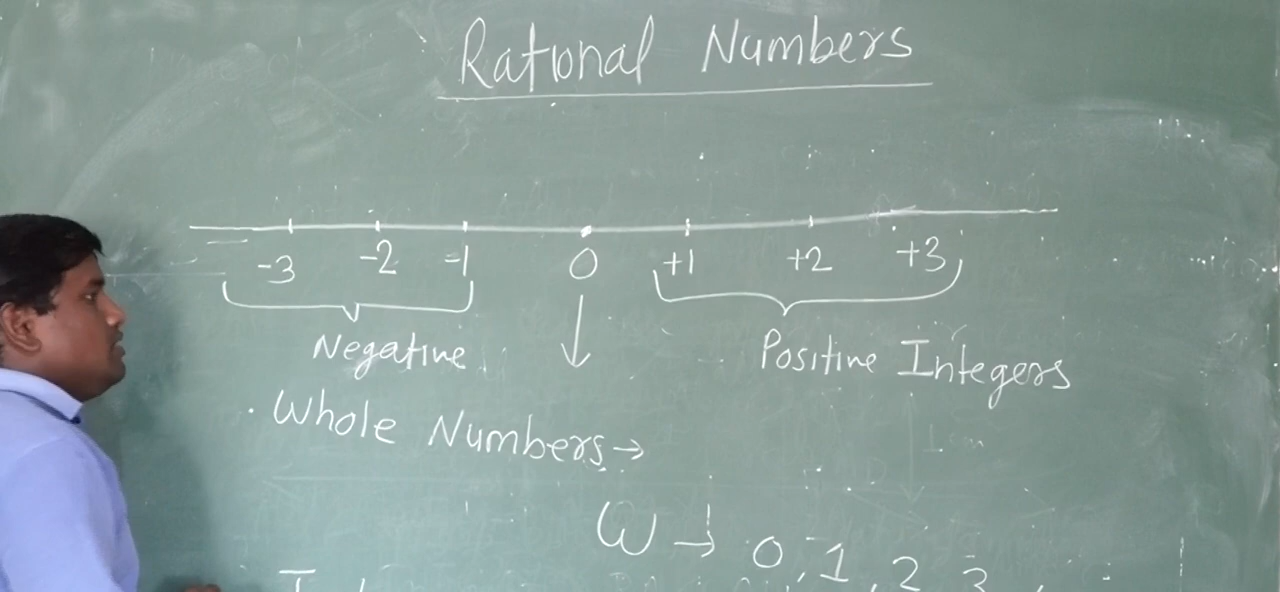 Rational Numbers
-3 -2 -1 0 +1 +2 +3
Negative
Positive Integers
Whole Numbers →
W → 0, 1, 2 3